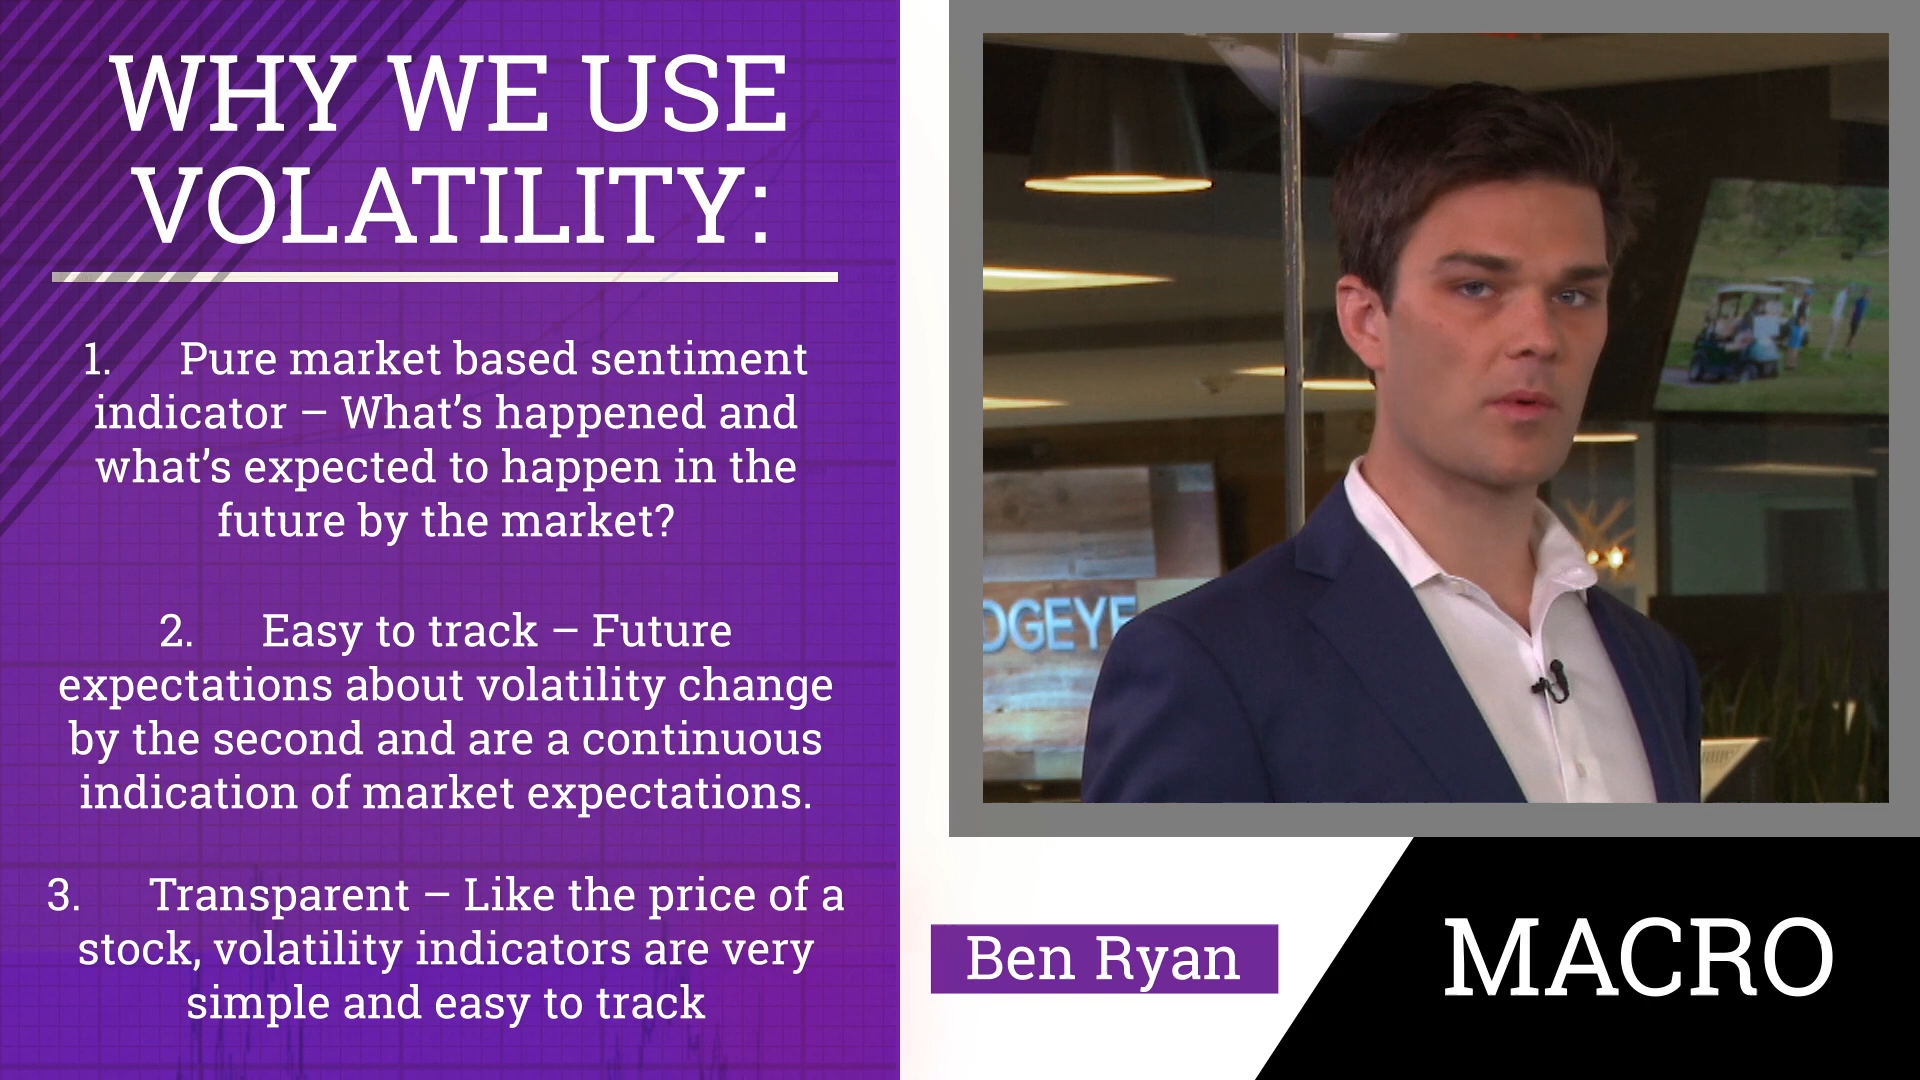 WHY WE USE
VOLATILITY:
1. Pure market based sentiment
indicator – What’s happened and
what’s expected to happen in the
future by the market?
2. Easy to track – Future
expectations about volatility change
by the second and are a continuous
indication of market expectations.
3. Transparent – Like the price of a
stock, volatility indicators are very
simple and easy to track
DGEYE
Ben Ryan
MACRO